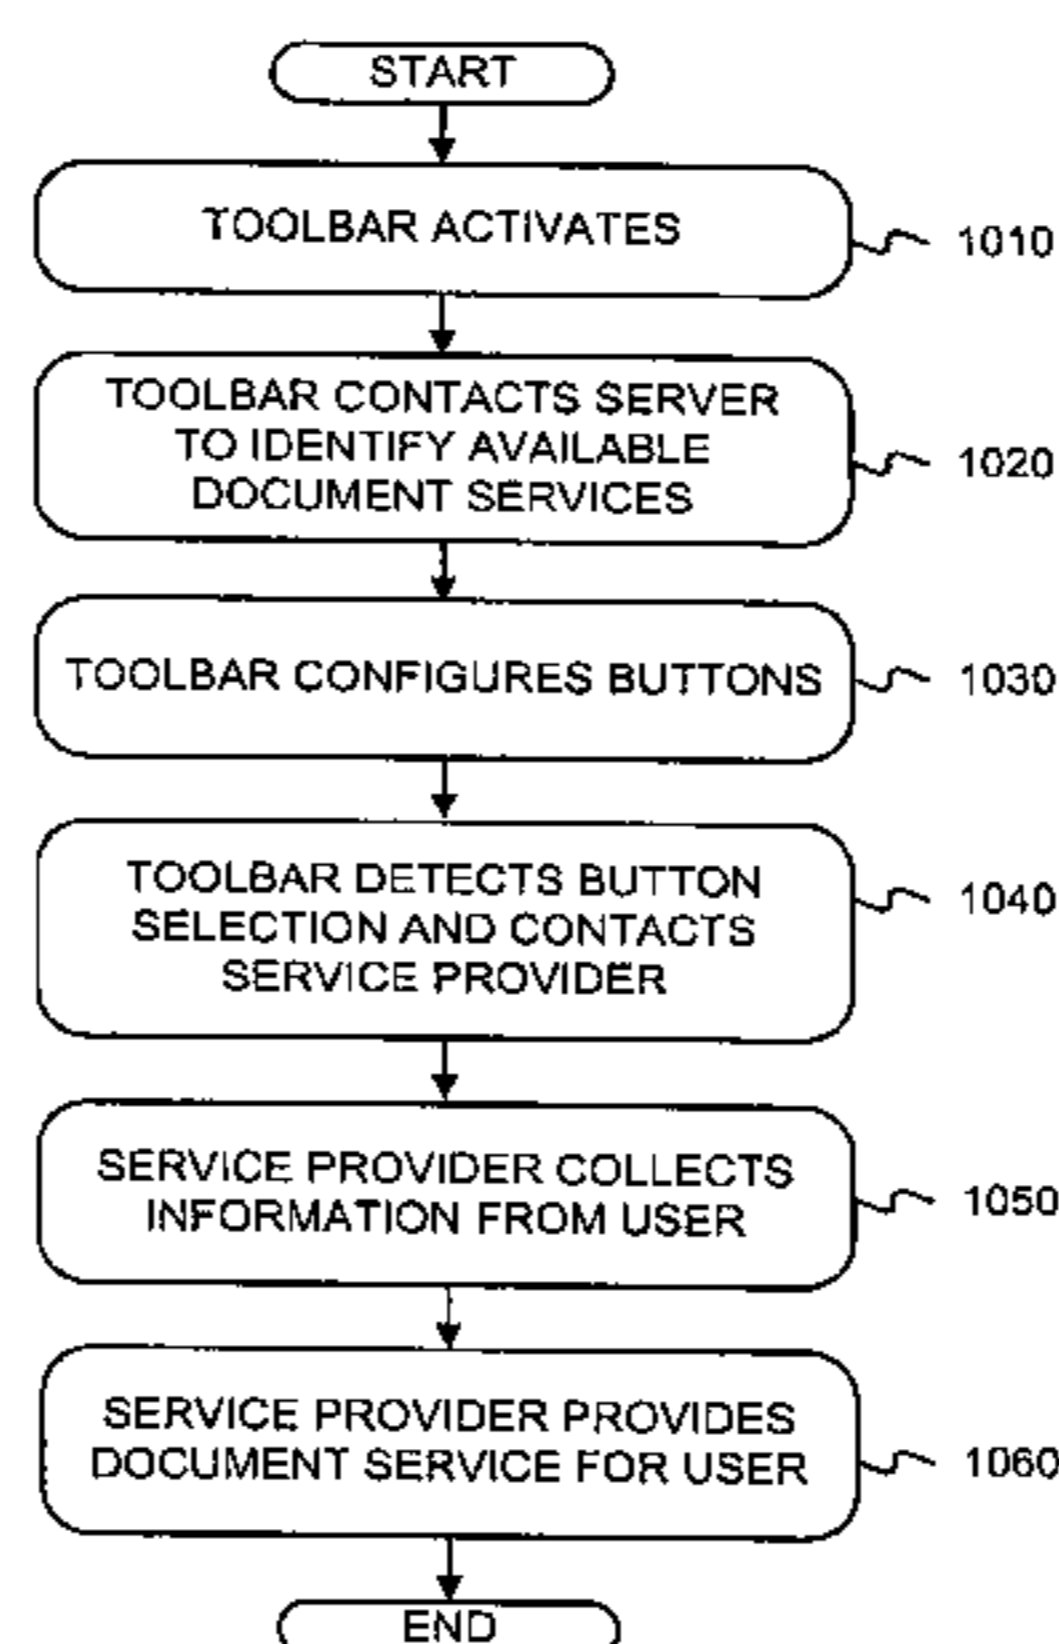 START
TOOLBAR ACTIVATES
1010
TOOLBAR CONTACTS SERVER
TO IDENTIFY AVAILABLE
DOCUMENT SERVICES
1020
TOOLBAR CONFIGURES BUTTONS
1030
TOOLBAR DETECTS BUTTON
SELECTION AND CONTACTS
SERVICE PROVIDER
1040
SERVICE PROVIDER COLLECTS
INFORMATION FROM USER
1050
SERVICE PROVIDER PROVIDES
DOCUMENT SERVICE FOR USER
1060
END